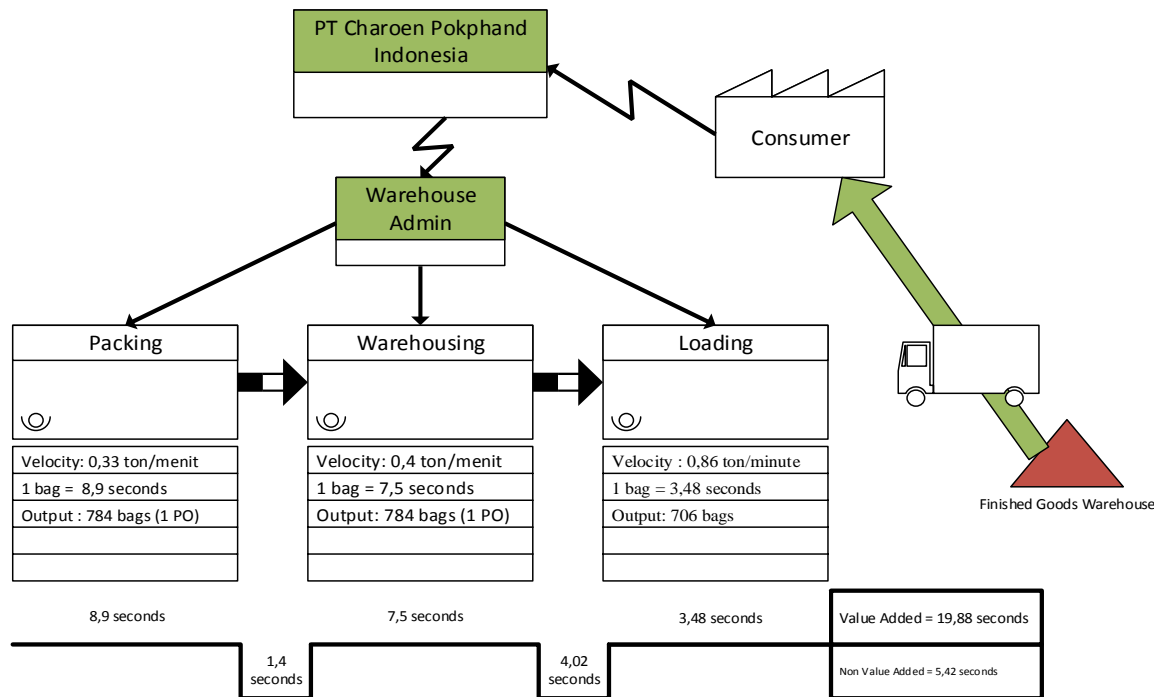 PT Charoen Pokphand
Indonesia
Consumer
Warehouse
Admin
Packing
Warehousing
Loading
Velocity: 0,33 ton/menit
1 bag = 8,9 seconds
Output : 784 bags (1 PO)
Velocity: 0,4 ton/menit
1 bag = 7,5 seconds
Output: 784 bags (1 PO)
Velocity : 0,86 ton/minute
1 bag = 3,48 seconds
Output: 706 bags
Finished Goods Warehouse
8,9 seconds
7,5 seconds
3,48 seconds
Value Added = 19,88 seconds
1,4
seconds
4,02
seconds
Non Value Added = 5,42 seconds